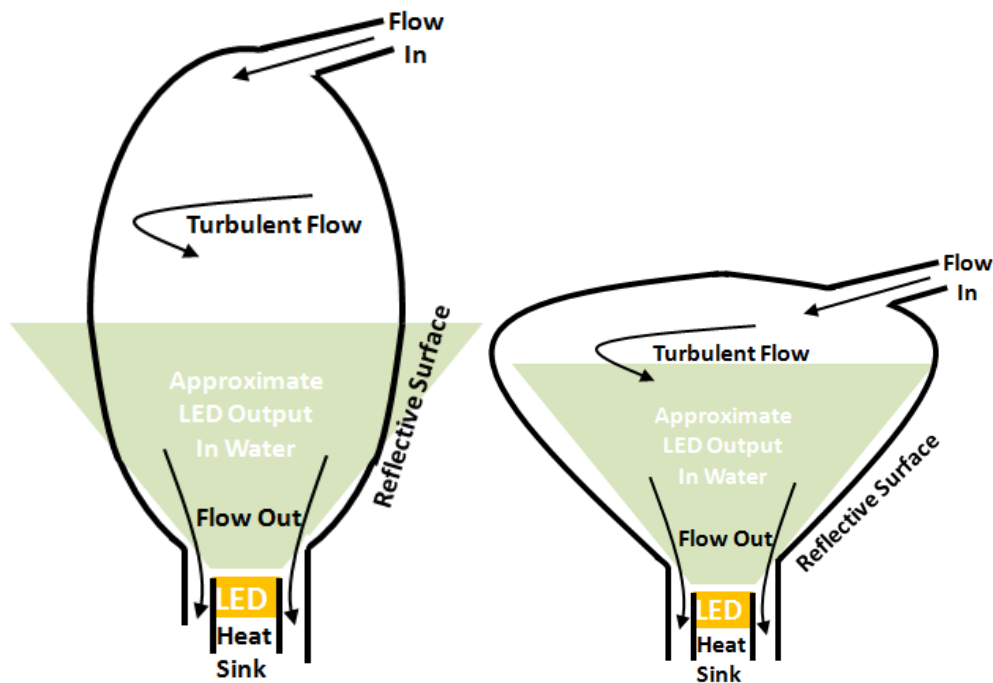 Flow
In
Turbulent Flow
Approximate
LED Output
In Water
Reflective Surface
Flow Out
LED
Heat
Sink
Flow
In
Turbulent Flow
Approximate
LED Output
In Water
Reflective Surface
Flow Out
LED
Heat
Sink